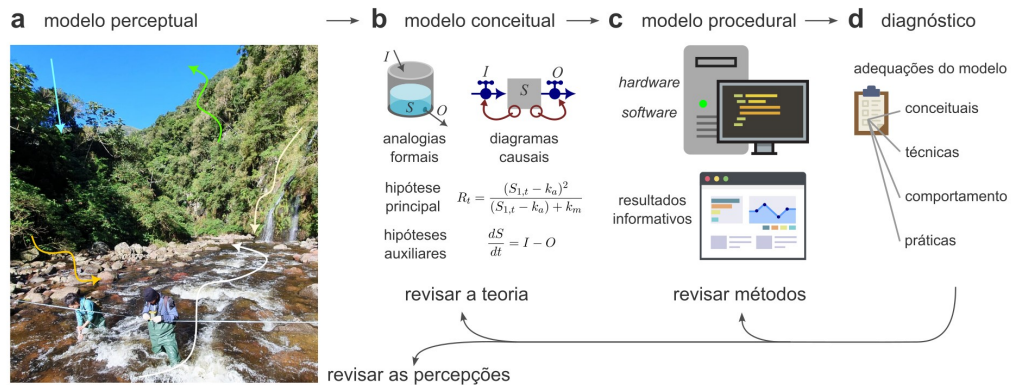 a modelo perceptual
b modelo conceitual
c modelo procedural
d diagnóstico
I
S
O
analogias
formais
I
O
S
diagramas
causais
hipótese
principal
R_t = \frac{(S_{1,t} - k_a)^2}{(S_{1,t} - k_a) + k_m}
hipóteses
auxiliares
\frac{dS}{dt} = I - O
hardware
software
resultados
informativos
adequações do modelo
conceituais
técnicas
comportamento
práticas
revisar a teoria
revisar métodos
revisar as percepções